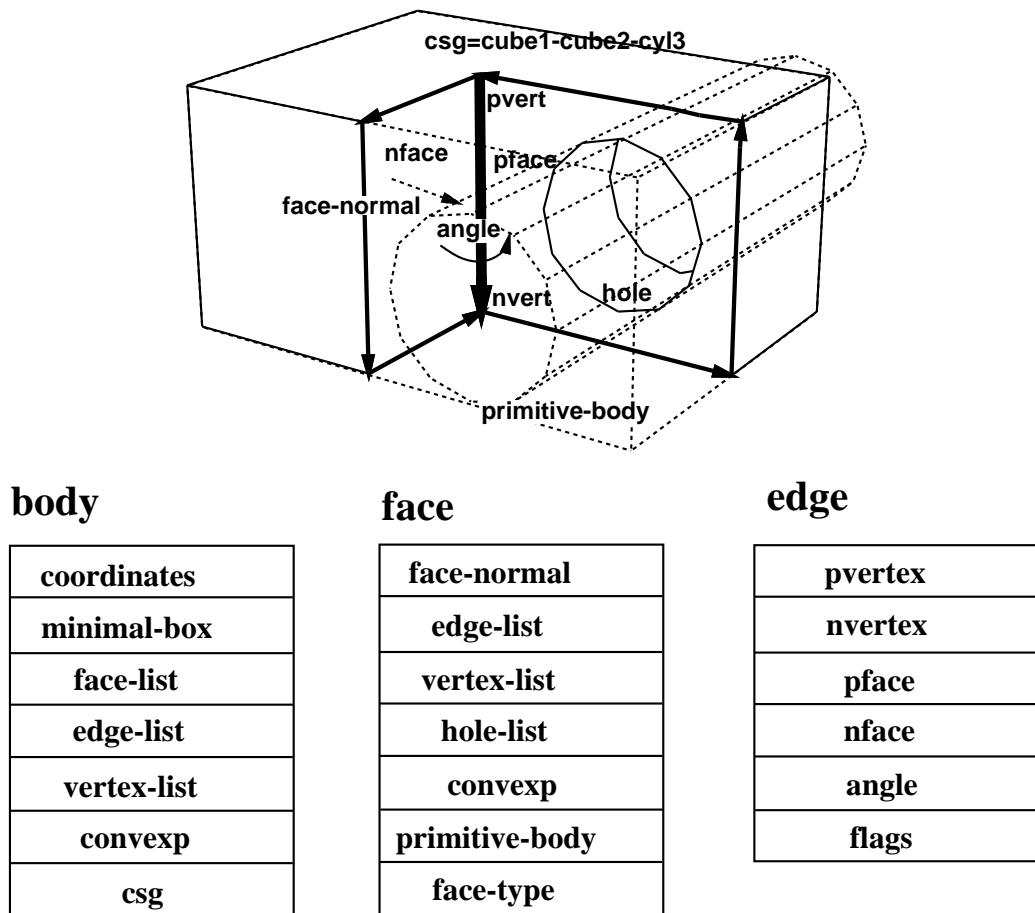 csg=cube1-cube2-cyl3
pvert
nface
pface
face-normal
angle
nvert
hole
primitive-body
body
coordinates
minimal-box
face-list
edge-list
vertex-list
convexp
csg
face
face-normal
edge-list
vertex-list
hole-list
convexp
primitive-body
face-type
edge
pvertex
nvertex
pface
nface
angle
flags